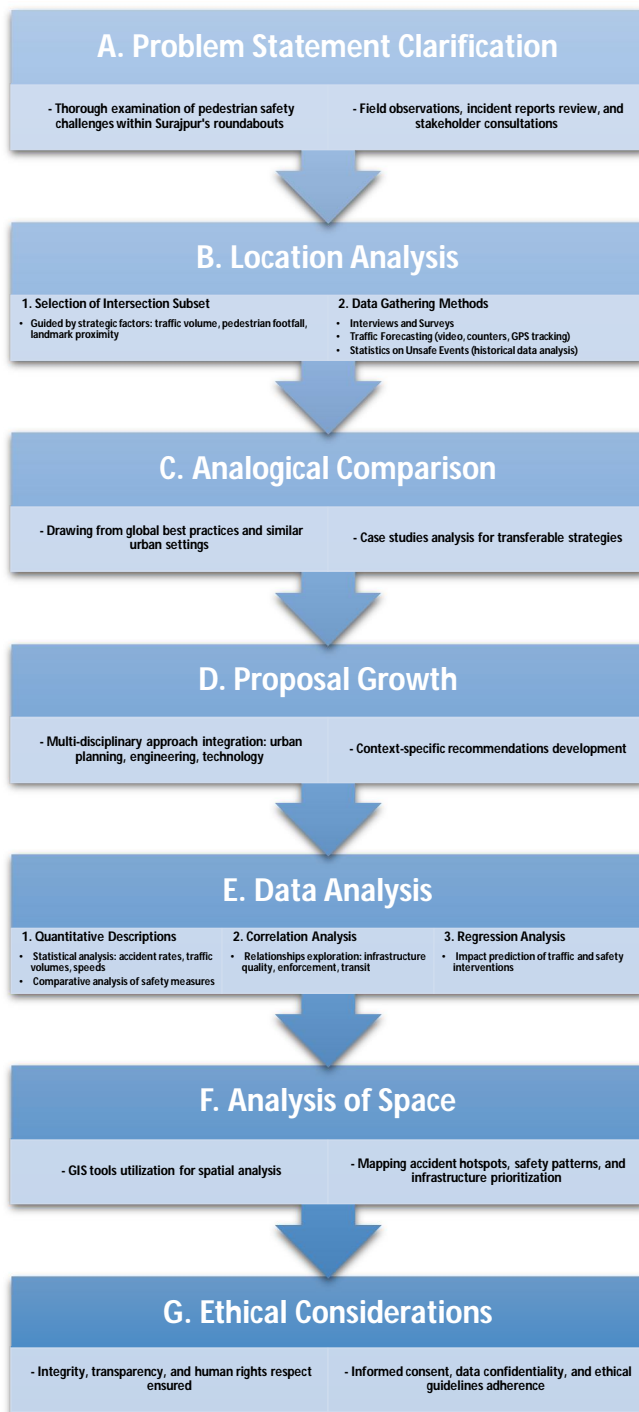 A. Problem Statement Clarification
- Thorough examination of pedestrian safety
challenges within Surajpur's roundabouts
- Field observations, incident reports review, and
stakeholder consultations
B. Location Analysis
1. Selection of Intersection Subset
• Guided by strategic factors: traffic volume, pedestrian footfall,
landmark proximity
2. Data Gathering Methods
• Interviews and Surveys
• Traffic Forecasting (video, counters, GPS tracking)
• Statistics on Unsafe Events (historical data analysis)
C. Analogical Comparison
- Drawing from global best practices and similar
urban settings
- Case studies analysis for transferable strategies
D. Proposal Growth
- Multi-disciplinary approach integration: urban
planning, engineering, technology
- Context-specific recommendations development
E. Data Analysis
1. Quantitative Descriptions
• Statistical analysis: accident rates, traffic
volumes, speeds
• Comparative analysis of safety measures
2. Correlation Analysis
• Relationships exploration: infrastructure
quality, enforcement, transit
3. Regression Analysis
• Impact prediction of traffic and safety
interventions
F. Analysis of Space
- GIS tools utilization for spatial analysis
- Mapping accident hotspots, safety patterns, and
infrastructure prioritization
G. Ethical Considerations
- Integrity, transparency, and human rights respect
ensured
- Informed consent, data confidentiality, and ethical
guidelines adherence